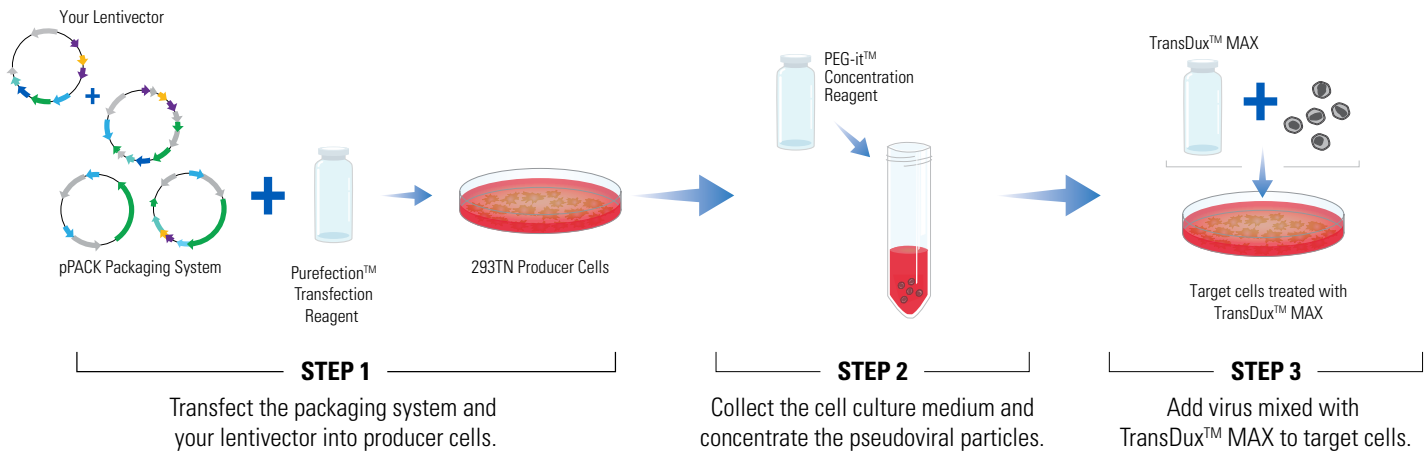 Your Lentivector
pPACK Packaging System
Purefection™
Transfection
Reagent
293TN Producer Cells
STEP 1
Transfect the packaging system and
your lentivector into producer cells.
PEG-it™
Concentration
Reagent
STEP 2
Collect the cell culture medium and
concentrate the pseudoviral particles.
TransDux™ MAX
Target cells treated with
TransDux™ MAX
STEP 3
Add virus mixed with
TransDux™ MAX to target cells.